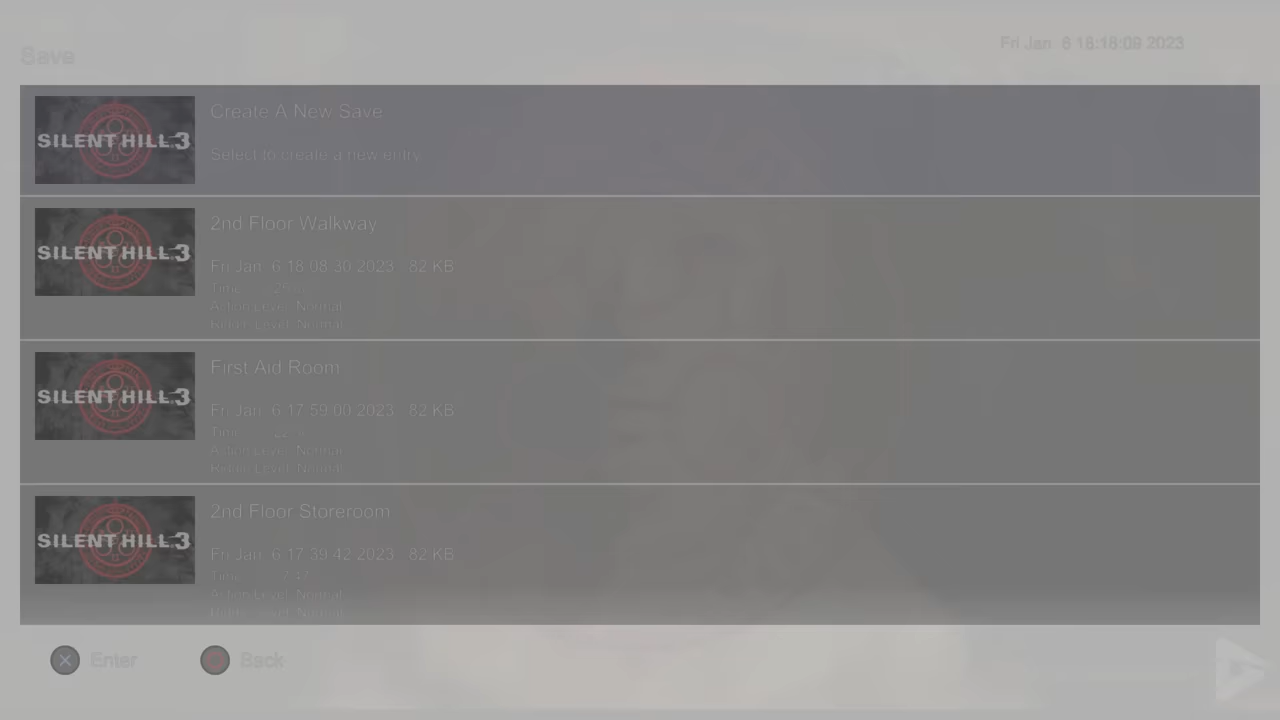 Save
Fri Jan 6 18:18:09 2023
SILENT HILL 3
Create A New Save
Select to create a new entry
SILENT HILL 3
2nd Floor Walkway
Fri Jan 6 18:08:30 2023 82 KB
Time
Action Level: Normal
Riddle Level: Normal
SILENT HILL 3
First Aid Room
Fri Jan 6 17:59:00 2023 82 KB
Time
Action Level: Normal
Riddle Level: Normal
SILENT HILL 3
2nd Floor Storeroom
Fri Jan 6 17:39:42 2023 82 KB
Time
Action Level: Normal
Riddle Level: Normal
Enter
Back